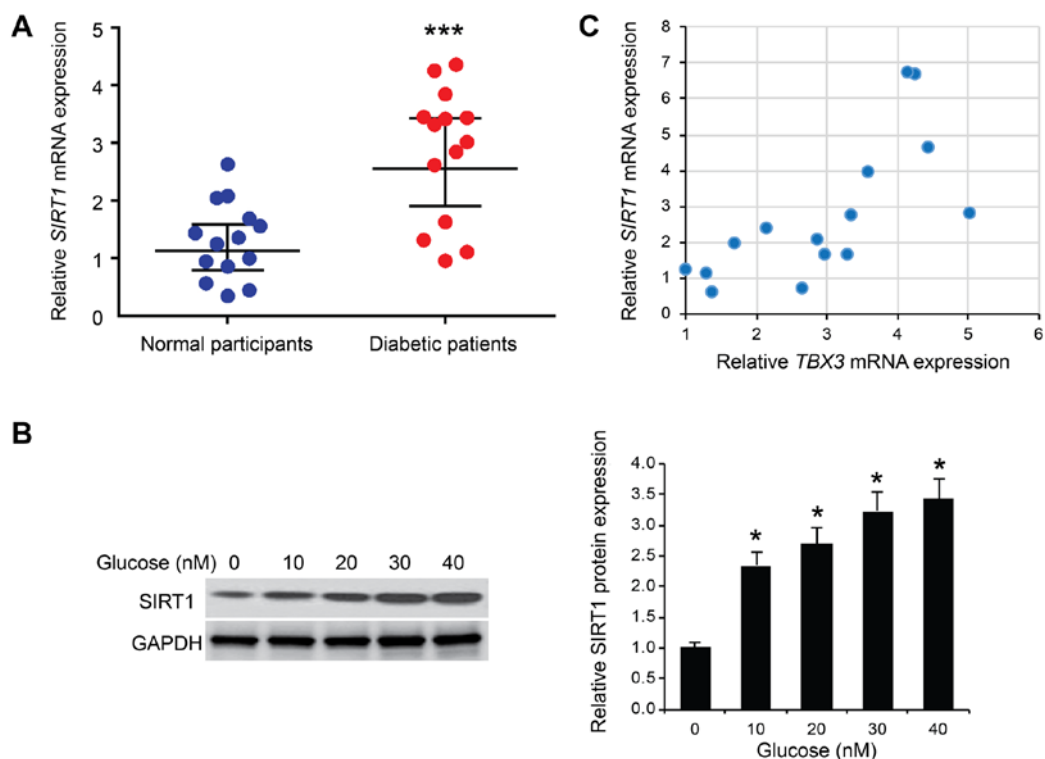 A
Relative SIRT1 mRNA expression
5
4
3
2
1
0
***
Normal participants
Diabetic patients
C
Relative SIRT1 mRNA expression
8
7
6
5
4
3
2
1
0
1 2 3 4 5 6
Relative TBX3 mRNA expression
B
Glucose (nM) 0 10 20 30 40
SIRT1
GAPDH
Relative SIRT1 protein expression
4.0
3.5
3.0
2.5
2.0
1.5
1.0
0.5
0.0
* * * *
0 10 20 30 40
Glucose (nM)